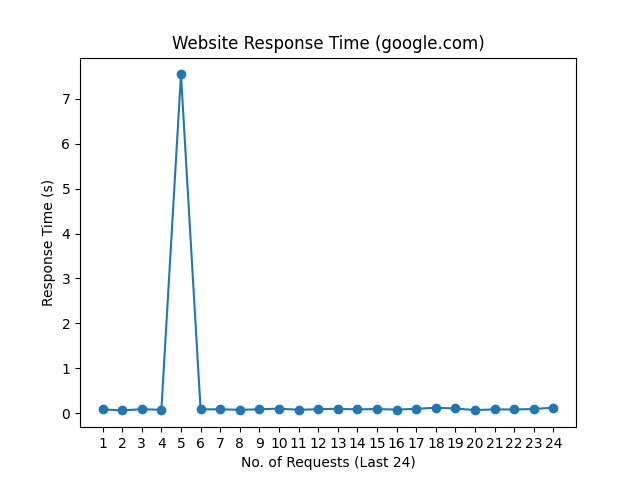 Website Response Time (google.com)
7
6
5
4
3
2
1
0
Response Time (s)
1 2 3 4 5 6 7 8 9 10 11 12 13 14 15 16 17 18 19 20 21 22 23 24
No. of Requests (Last 24)